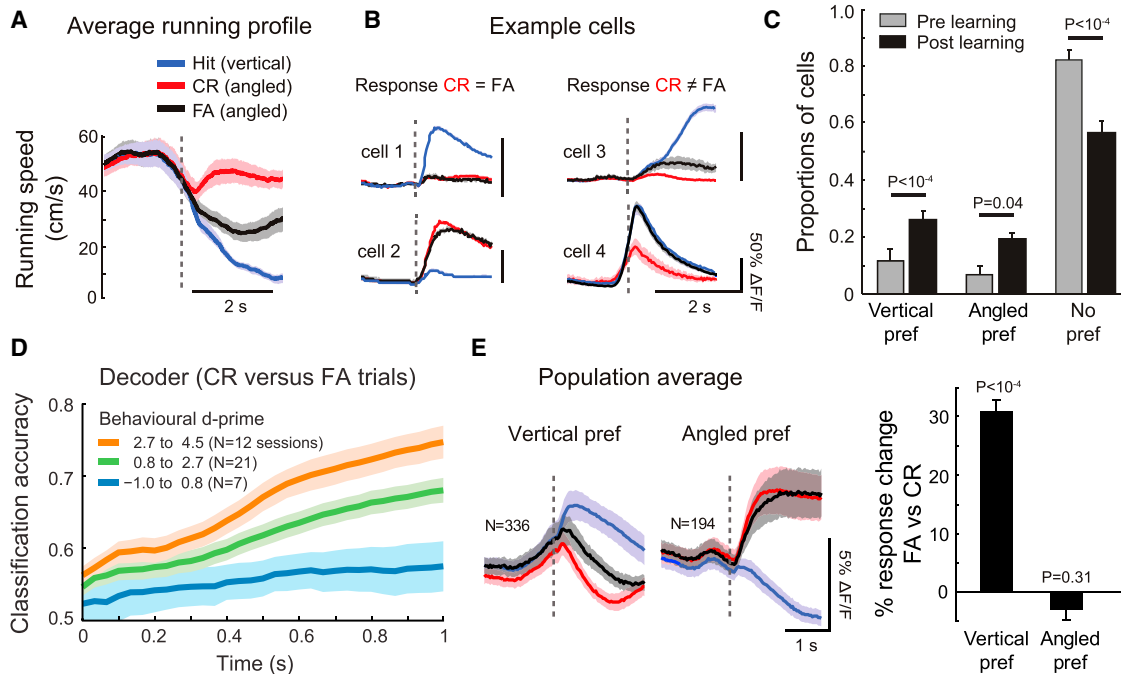 A
Average running profile
Hit (vertical)
CR (angled)
FA (angled)
Running speed
(cm/s)
60
40
20
0
2 s
B
Example cells
Response CR = FA
Response CR ≠ FA
cell 1
cell 2
cell 3
cell 4
50% ΔF/F
2 s
C
Pre learning
Post learning
Proportions of cells
1.0
0.8
0.6
0.4
0.2
0
P<10⁻⁴
P=0.04
P<10⁻⁴
Vertical
pref
Angled
pref
No
pref
D
Decoder (CR versus FA trials)
Behavioural d-prime
2.7 to 4.5 (N=12 sessions)
0.8 to 2.7 (N=21)
−1.0 to 0.8 (N=7)
Classification accuracy
0.8
0.7
0.6
0.5
0
0.2
0.4
0.6
0.8
1
Time (s)
E
Population average
Vertical pref
Angled pref
N=336
N=194
5% ΔF/F
1 s
% response change
FA vs CR
30
20
10
0
P<10⁻⁴
P=0.31
Vertical
pref
Angled
pref